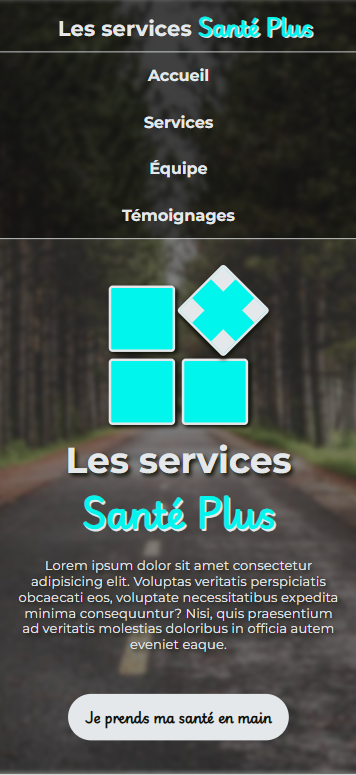 Les services Santé Plus
Accueil
Services
Équipe
Témoignages
Les services
Santé Plus
Lorem ipsum dolor sit amet consectetur
adipisicing elit. Voluptas veritatis perspiciatis
obcaecati eos, voluptate necessitatibus expedita
minima consequuntur? Nisi, quis praesentium
ad veritatis molestias doloribus in officia autem
eveniet eaque.
Je prends ma santé en main